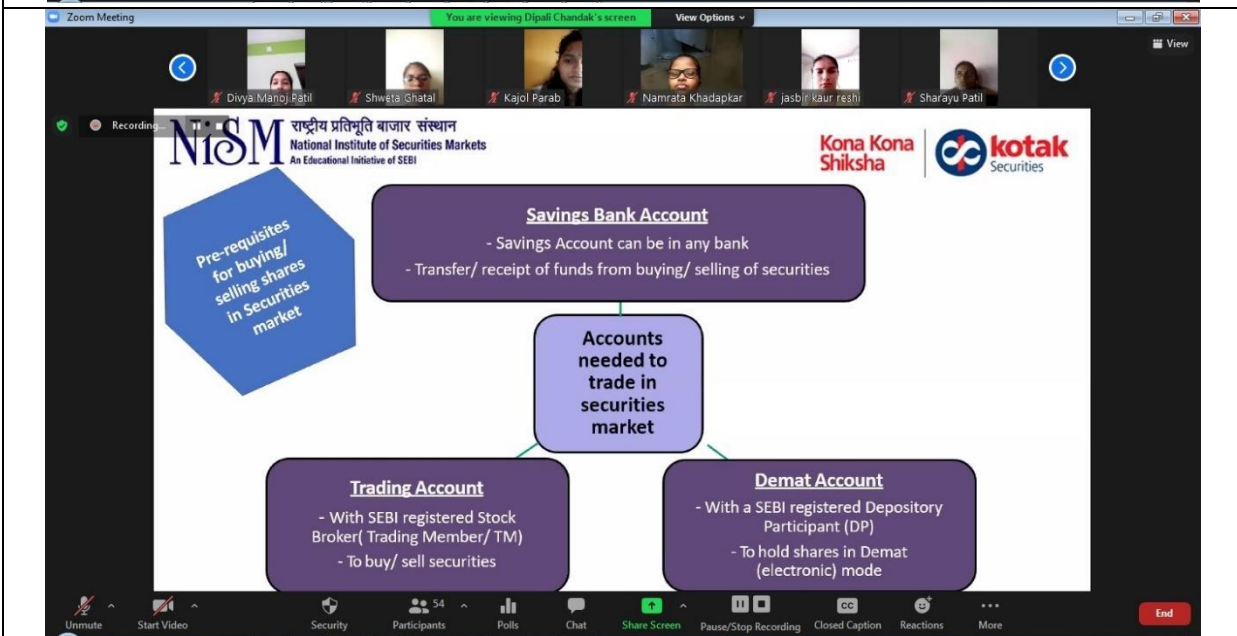 Zoom Meeting
You are viewing Dipali Chandak's screen
View Options
View
Divya Manoj Patil
Shweta Ghatal
Kajol Parab
Namrata Khadapkar
jasbir kaur reshi
Sharayu Patil
Recording...
NiSM
राष्ट्रीय प्रतिभूति बाजार संस्थान
National Institute of Securities Markets
An Educational Initiative of SEBI
Kona Kona
Shiksha
kotak
Securities
Pre-requisites
for buying/
selling shares
in Securities
market
Savings Bank Account
- Savings Account can be in any bank
- Transfer/ receipt of funds from buying/ selling of securities
Accounts
needed to
trade in
securities
market
Trading Account
- With SEBI registered Stock
Broker( Trading Member/ TM)
- To buy/ sell securities
Demat Account
- With a SEBI registered Depository
Participant (DP)
- To hold shares in Demat
(electronic) mode
Unmute
Start Video
Security
54
Participants
Polls
Chat
Share Screen
Pause/Stop Recording
CC
Closed Caption
Reactions
More
End